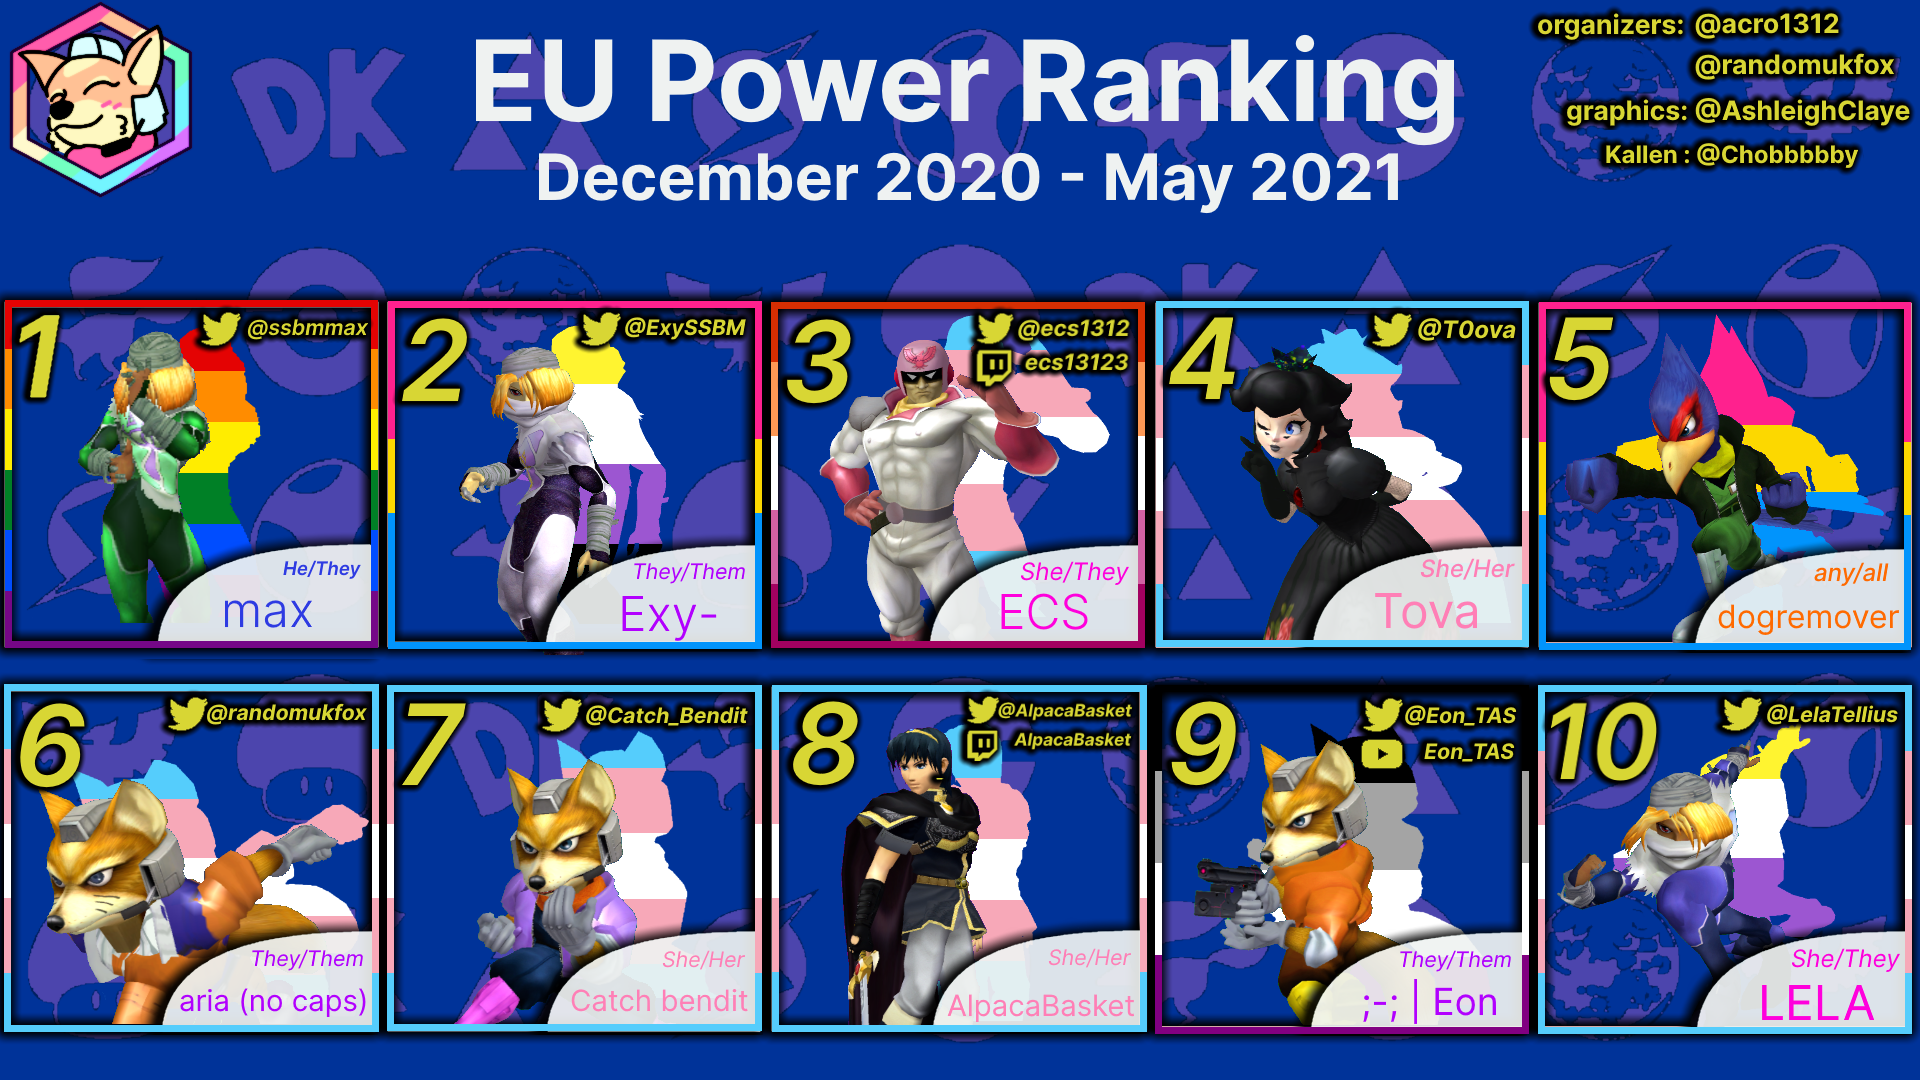 EU Power Ranking
December 2020 - May 2021
organizers: @acro1312
@randomukfox
graphics: @AshleighClaye
Kallen : @Chobbbbby
DK
1
@ssbmmax
He/They
max
2
@ExySSBM
They/Them
Exy-
3
@ecs1312
ecs13123
She/They
ECS
4
@T0ova
She/Her
Tova
5
any/all
dogremover
6
@randomukfox
They/Them
aria (no caps)
7
@Catch_Bendit
She/Her
Catch bendit
8
@AlpacaBasket
AlpacaBasket
She/Her
AlpacaBasket
9
@Eon_TAS
Eon_TAS
They/Them
;-; | Eon
10
@LelaTellius
She/They
LELA